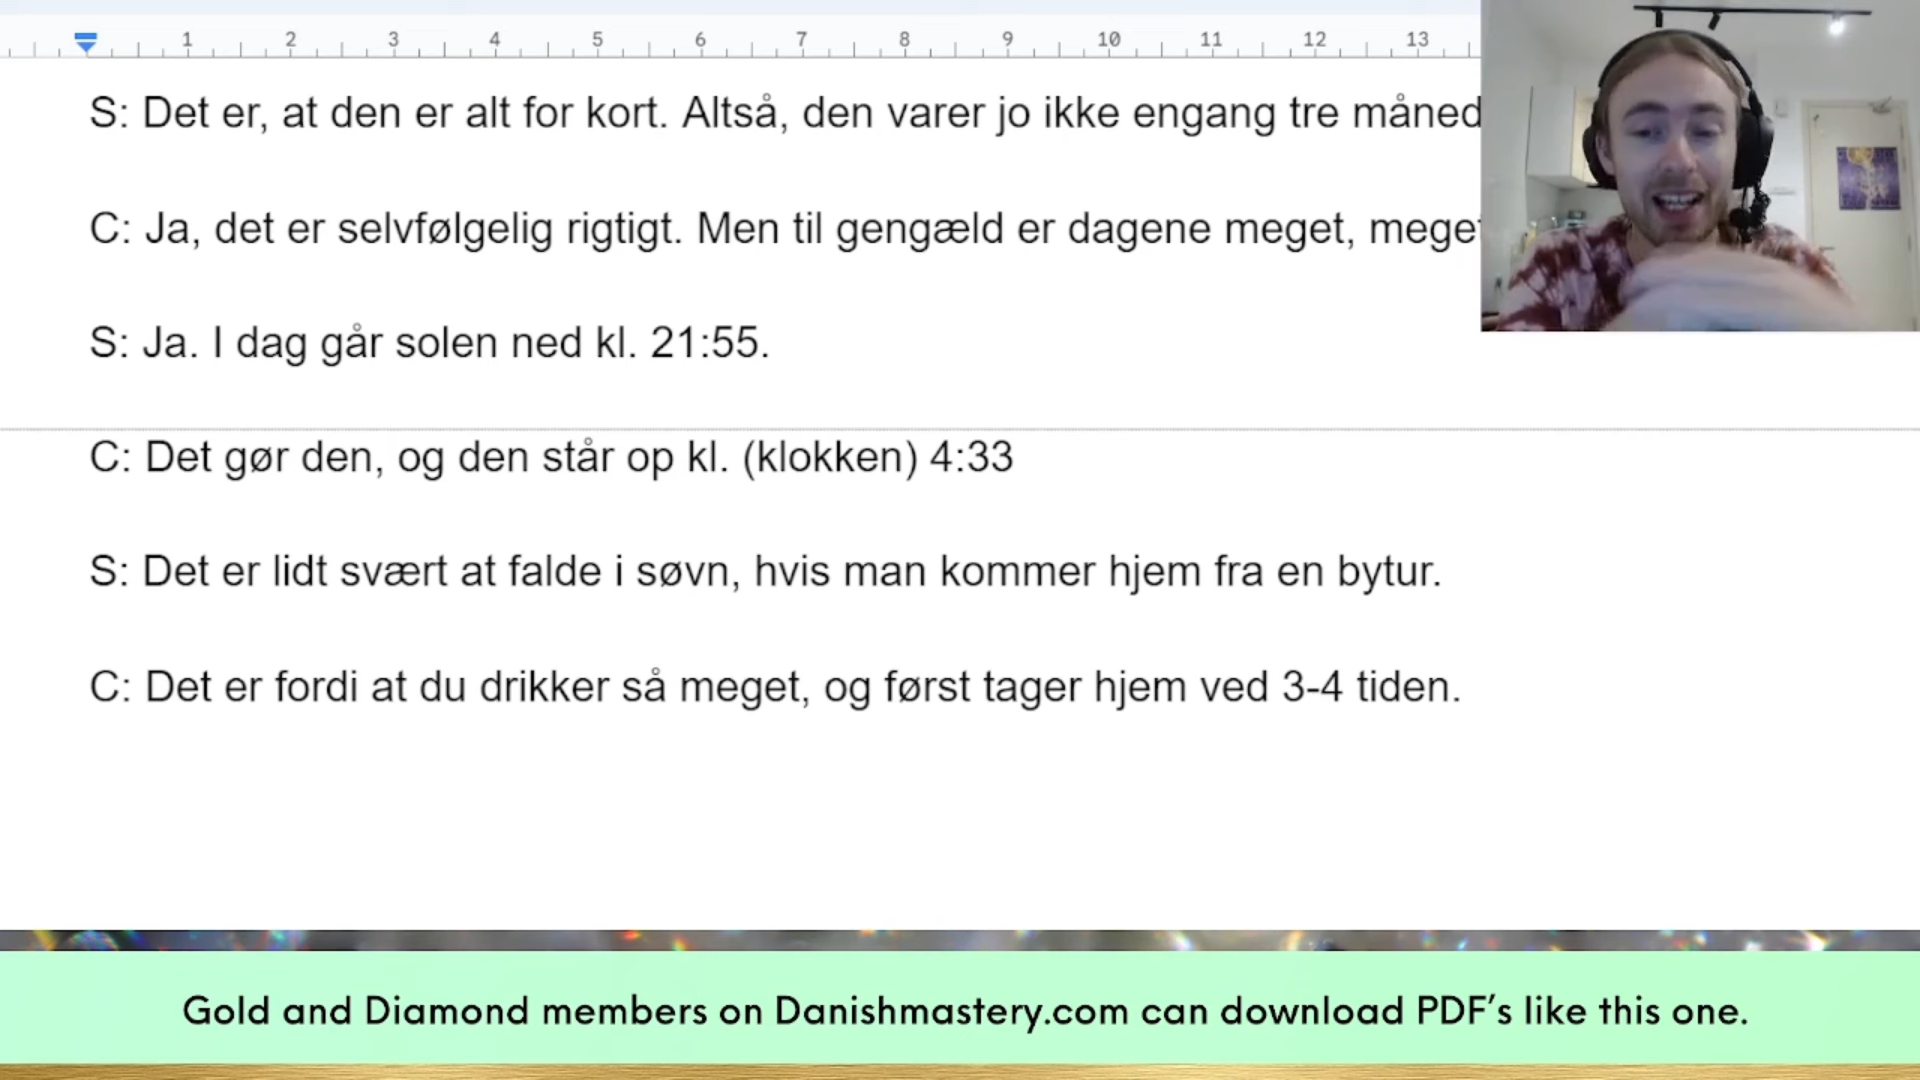 1 2 3 4 5 6 7 8 9 10 11 12 13
S: Det er, at den er alt for kort. Altså, den varer jo ikke engang tre måned
C: Ja, det er selvfølgelig rigtigt. Men til gengæld er dagene meget, meget
S: Ja. I dag går solen ned kl. 21:55.
C: Det gør den, og den står op kl. (klokken) 4:33
S: Det er lidt svært at falde i søvn, hvis man kommer hjem fra en bytur.
C: Det er fordi at du drikker så meget, og først tager hjem ved 3-4 tiden.
Gold and Diamond members on Danishmastery.com can download PDF’s like this one.